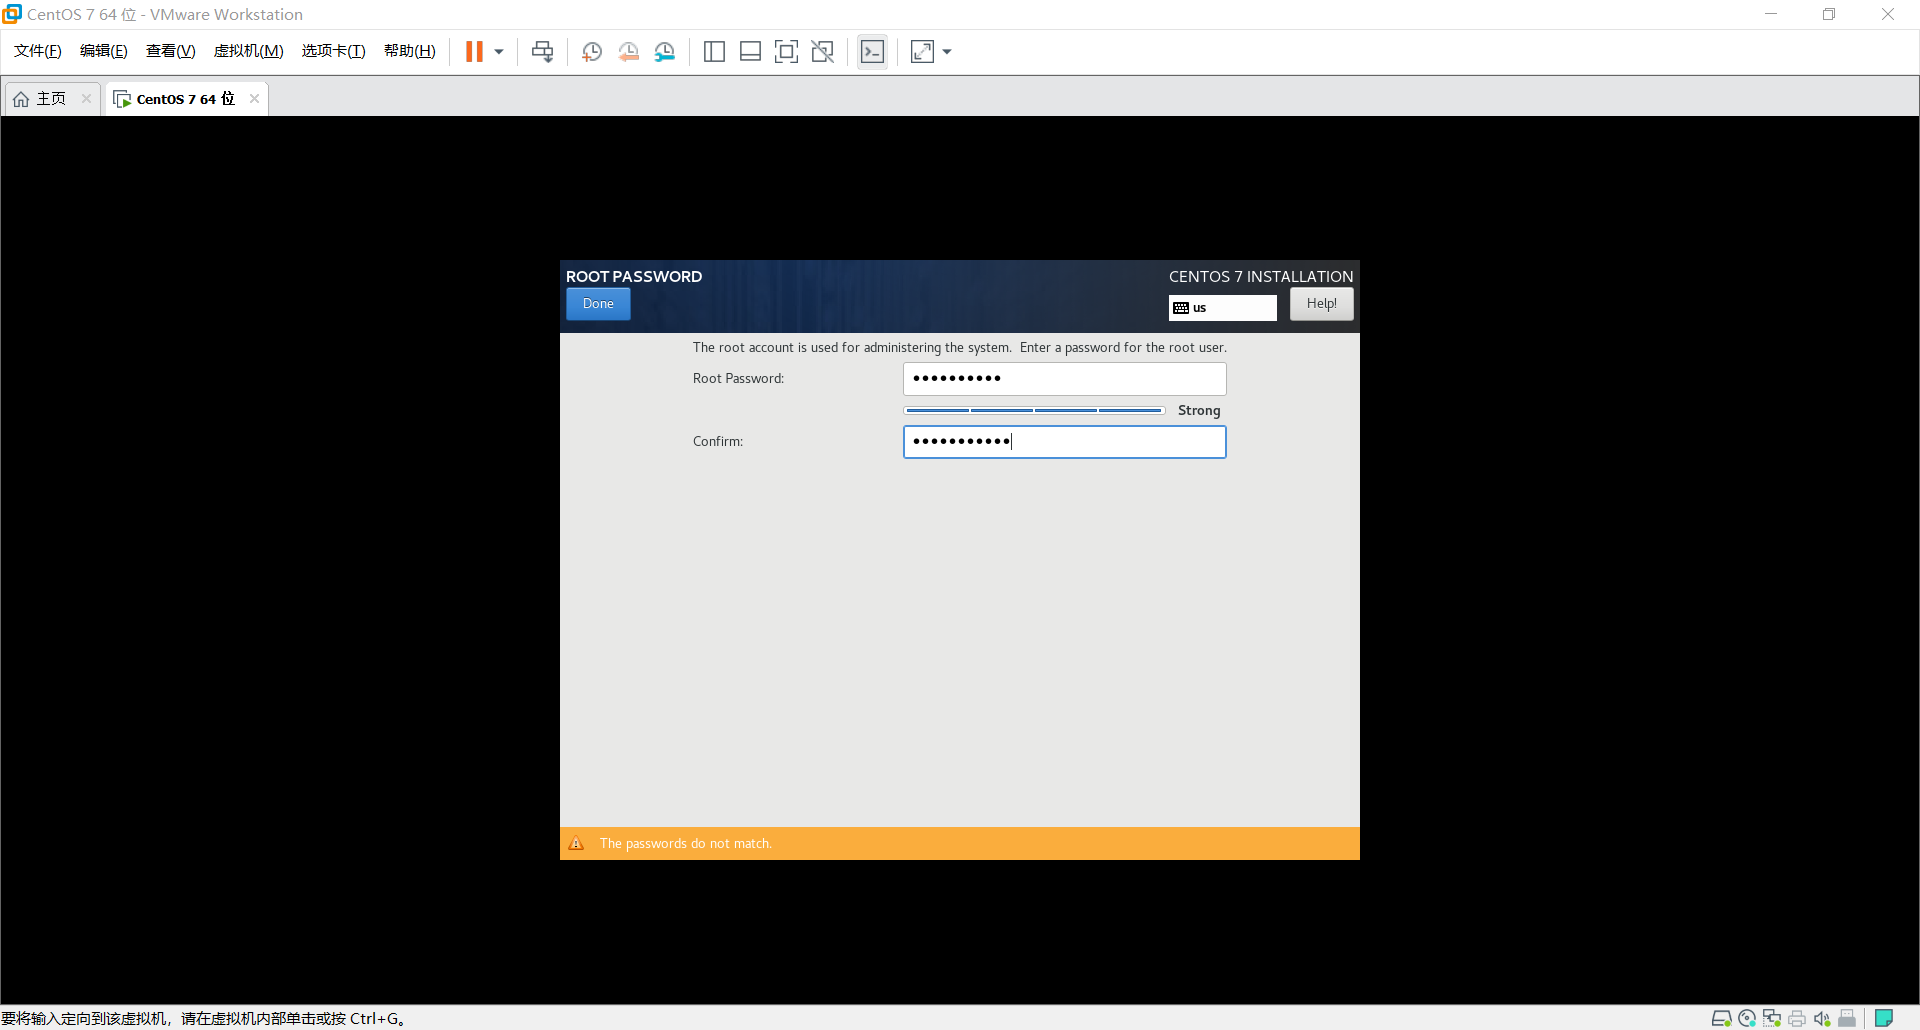 CentOS 7 64 位 - VMware Workstation
文件(F) 编辑(E) 查看(V) 虚拟机(M) 选项卡(T) 帮助(H)
主页 CentOS 7 64 位
ROOT PASSWORD CENTOS 7 INSTALLATION
Done us Help!
The root account is used for administering the system. Enter a password for the root user.
Root Password: ••••••••••
Strong
Confirm: •••••••••••
The passwords do not match.
要将输入定向到该虚拟机，请在虚拟机内部单击或按 Ctrl+G。